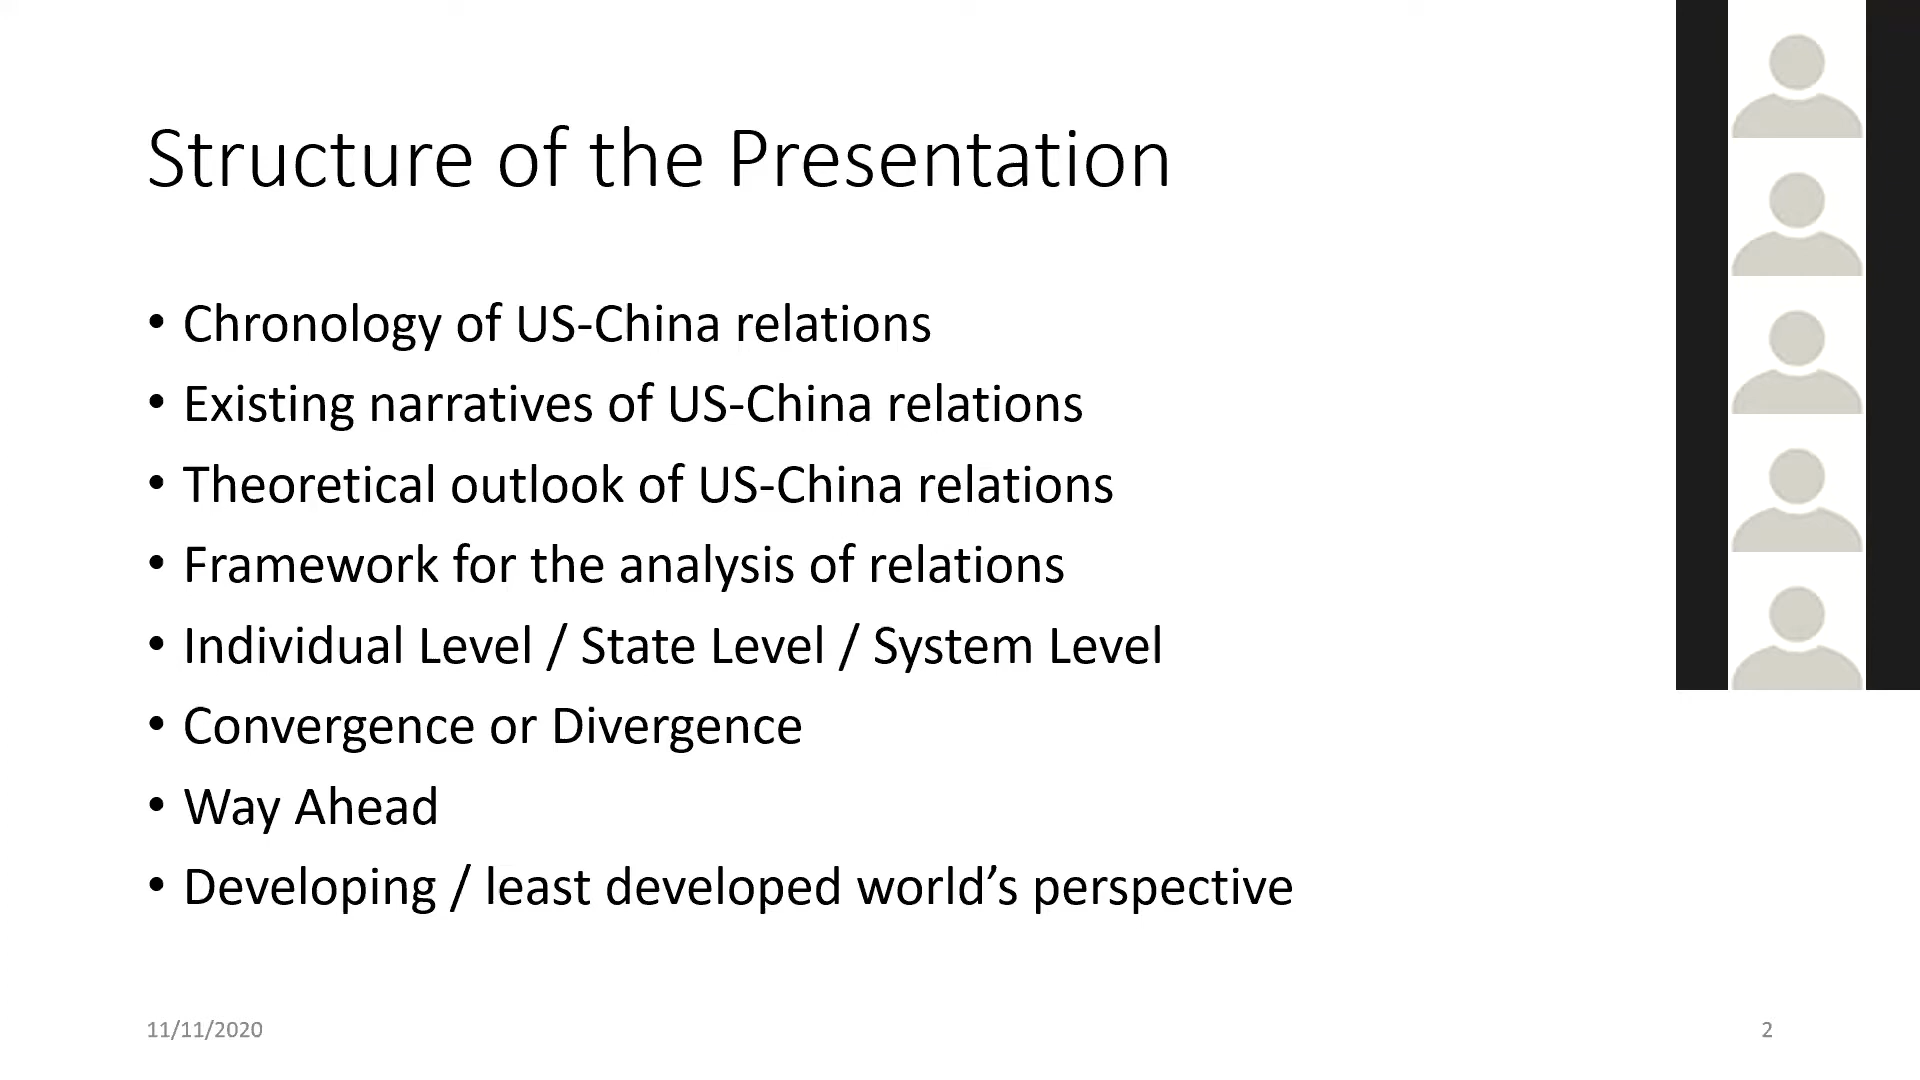 Structure of the Presentation
• Chronology of US-China relations
• Existing narratives of US-China relations
• Theoretical outlook of US-China relations
• Framework for the analysis of relations
• Individual Level / State Level / System Level
• Convergence or Divergence
• Way Ahead
• Developing / least developed world’s perspective
11/11/2020
2